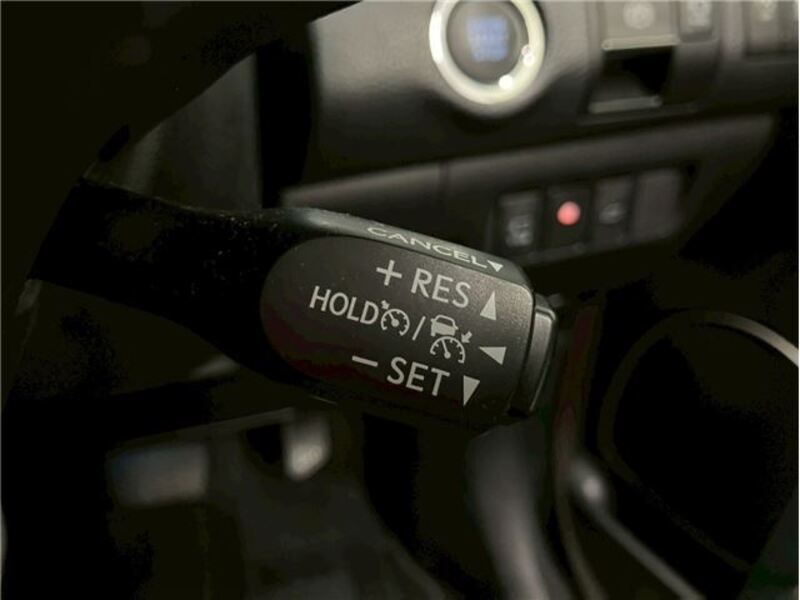 CANCEL▼
+ RES ▲
HOLD /
− SET ▼